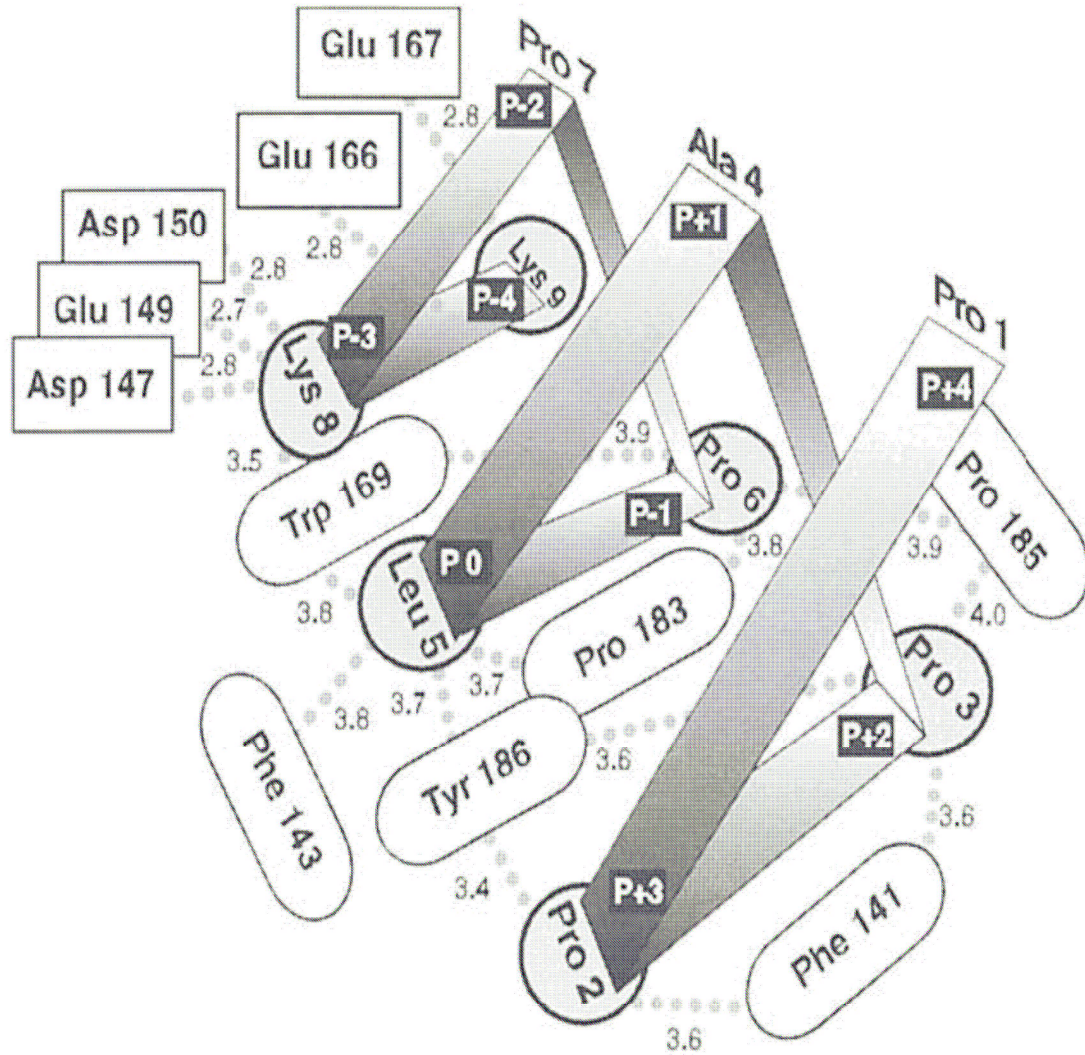 Glu 167
Pro 7
P-2
2.8
Glu 166
Ala 4
P+1
Asp 150
2.8
2.8
Lys 9
P-4
Glu 149
2.7
Pro 1
P-3
Lys 8
2.8
Asp 147
P+4
3.5
3.9
Trp 169
Pro 6
P-1
Pro 185
3.8
3.9
P 0
Leu 5
3.8
4.0
Pro 183
Pro 3
3.7
3.7
3.8
P+2
Phe 143
Tyr 186
3.6
3.6
3.4
P+3
Pro 2
Phe 141
3.6